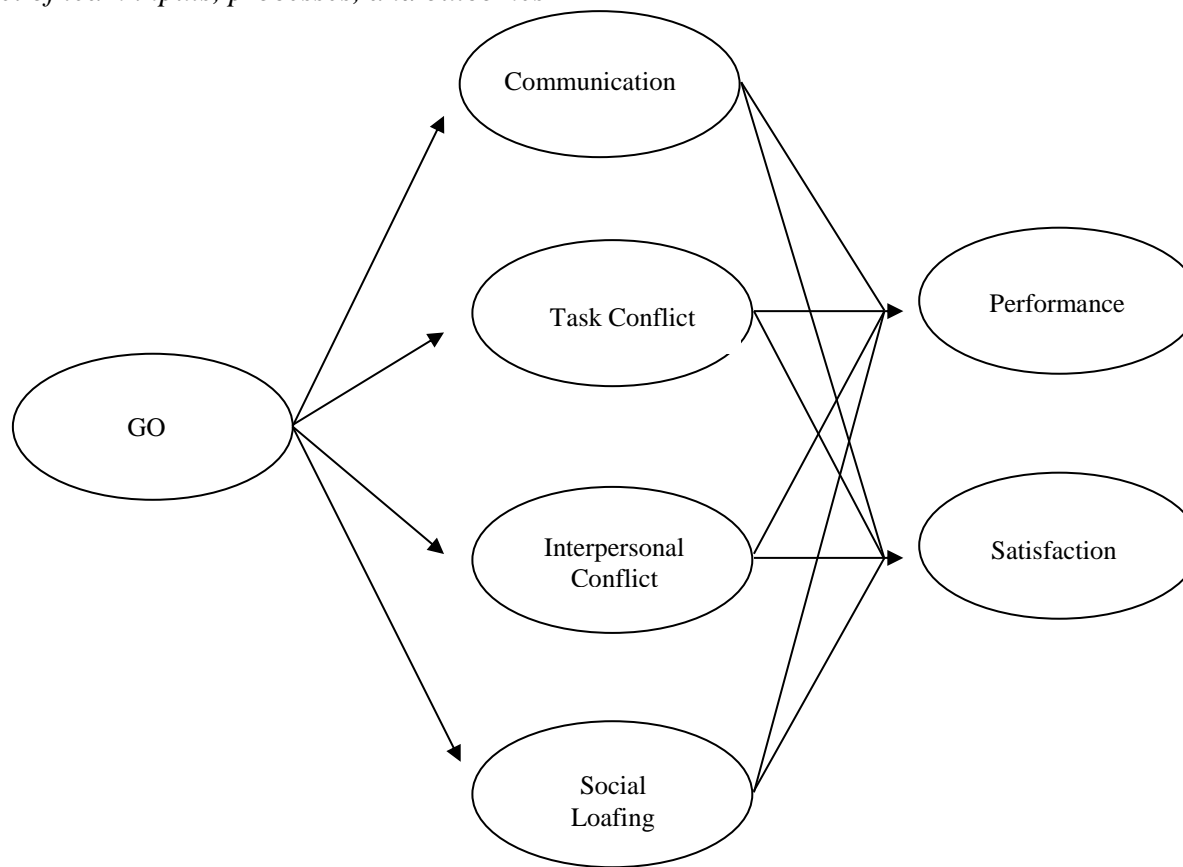 Communication
Task Conflict
GO
Performance
Interpersonal
Conflict
Satisfaction
Social
Loafing